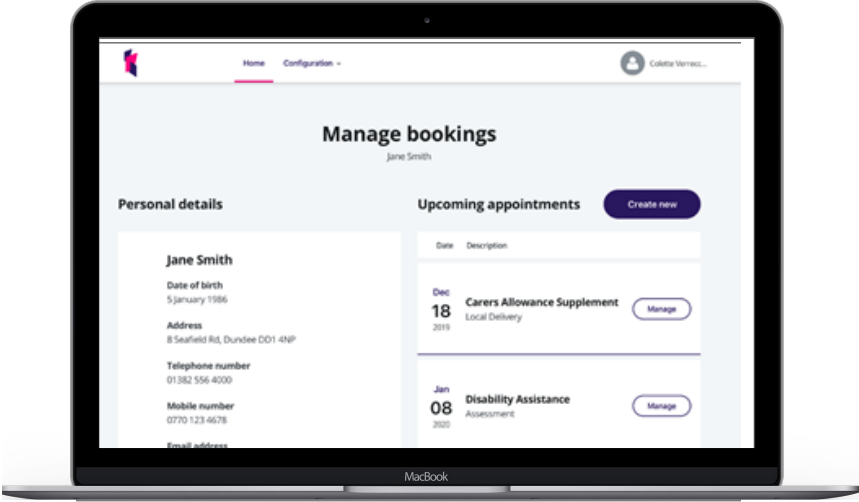 Home Configuration
Colette Verrecc...
Manage bookings
Jane Smith
Personal details
Jane Smith
Date of birth
5 January 1986
Address
8 Seafield Rd, Dundee DD1 4NP
Telephone number
01382 556 4000
Mobile number
0770 123 4678
Email address
Upcoming appointments
Create new
Date Description
Dec
18
2019
Carers Allowance Supplement
Local Delivery
Manage
Jan
08
2020
Disability Assistance
Assessment
Manage
MacBook